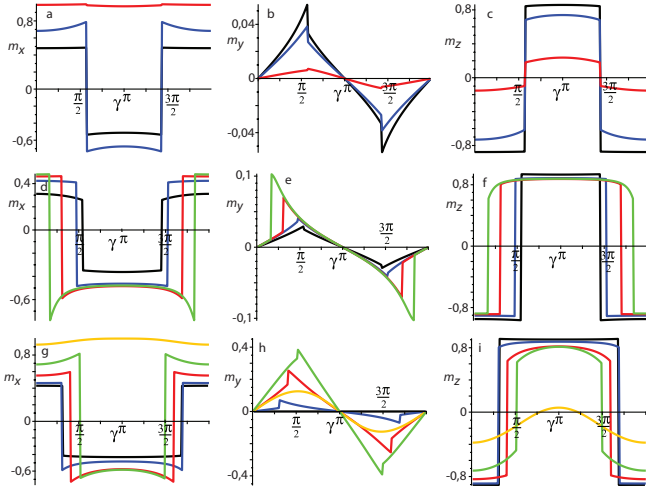 a
0,8
m_x
0
-0,6
π/2
γ π
3π/2
b
0,04
m_y
0
-0,04
π/2
γ π
3π/2
c
0,8
m_z
0
-0,8
π/2
γ π
3π/2
d
0,4
m_x
0
-0,6
π/2
γ π
3π/2
e
0,1
m_y
0
-0,1
π/2
γ π
3π/2
f
0,8
m_z
0
-0,8
π/2
γ π
3π/2
g
0,8
m_x
0
-0,6
π/2
γ π
3π/2
h
0,4
m_y
0
-0,4
π/2
γ π
3π/2
i
0,8
m_z
0
-0,8
π/2
γ π
3π/2